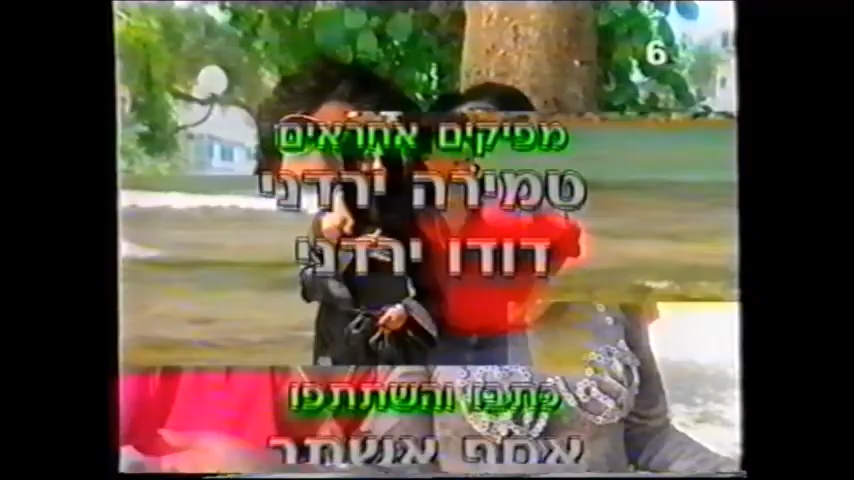 6
מפיקים אחראים
טמירה ירדני
דודו ירדני
כתבו והשתתפו
אסף אשתר